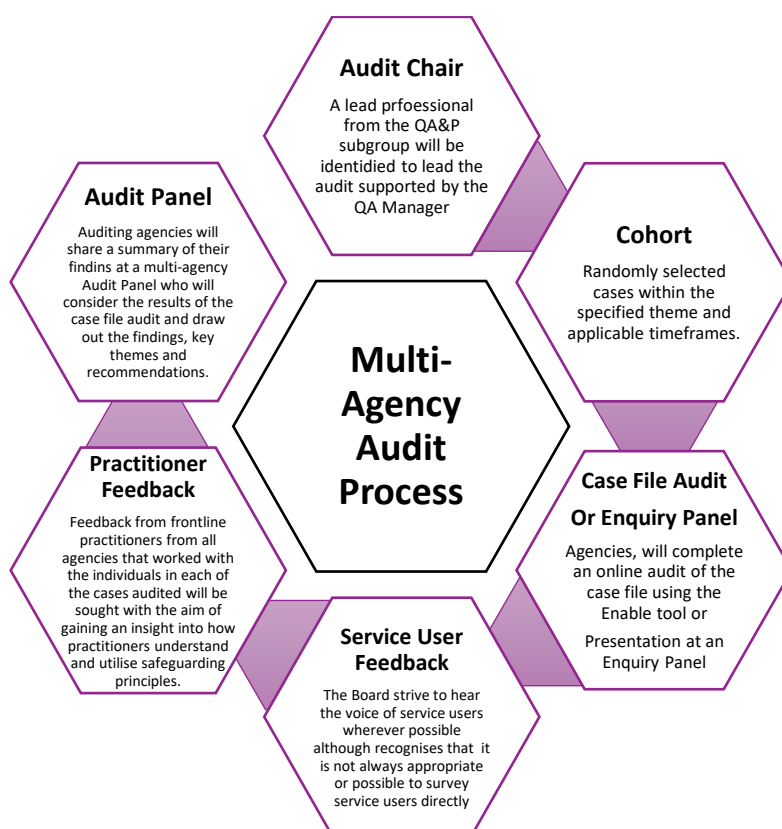 Audit Chair
A lead prfoessional
from the QA&P
subgroup will be
identidied to lead the
audit supported by the
QA Manager
Cohort
Randomly selected
cases within the
specified theme and
applicable timeframes.
Case File Audit
Or Enquiry Panel
Agencies, will complete
an online audit of the
case file using the
Enable tool or
Presentation at an
Enquiry Panel
Service User
Feedback
The Board strive to hear
the voice of service users
wherever possible
although recognises that it
is not always appropriate
or possible to survey
service users directly
Practitioner
Feedback
Feedback from frontline
practitioners from all
agencies that worked with
the individuals in each of
the cases audited will be
sought with the aim of
gaining an insight into how
practitioners understand
and utilise safeguarding
principles.
Audit Panel
Auditing agencies will
share a summary of their
findins at a multi-agency
Audit Panel who will
consider the results of the
case file audit and draw
out the findings, key
themes and
recommendations.
Multi-
Agency
Audit
Process